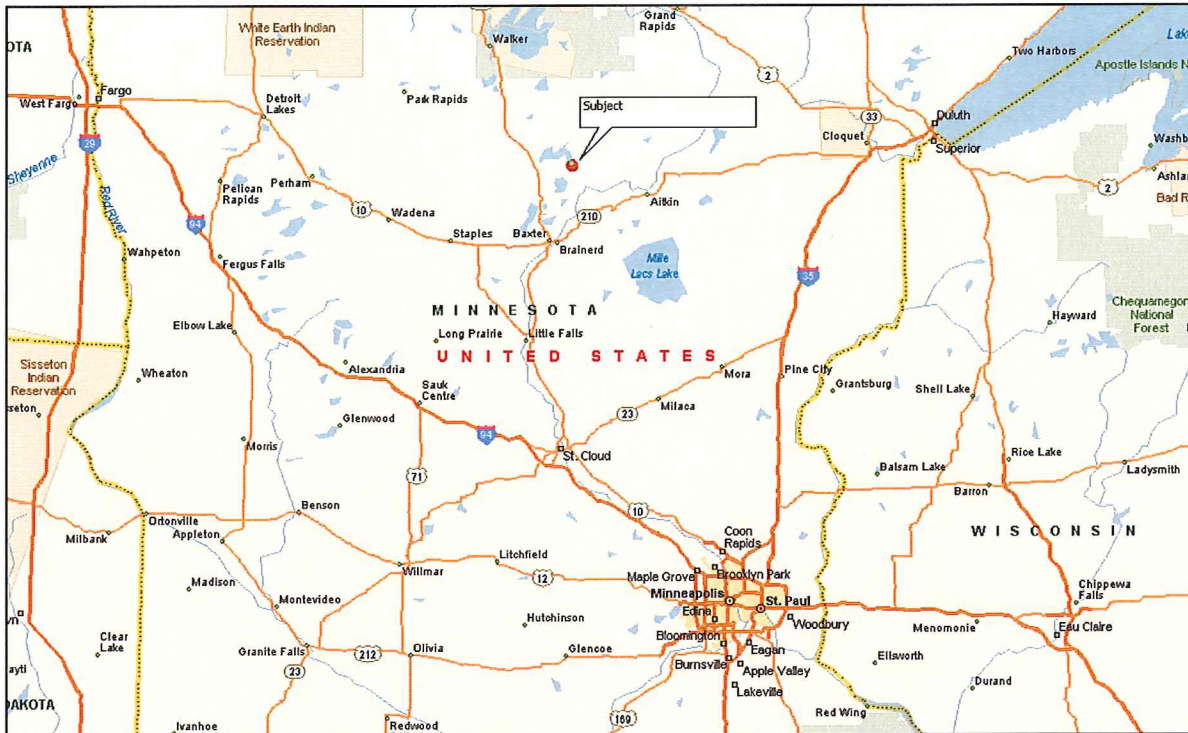 White Earth Indian
Reservation
Walker
Grand
Rapids
Two Harbors
Apostle Islands N
OTA
Fargo
West Fargo
Detroit
Lakes
Park Rapids
2
Subject
33
Duluth
Cloquet
Superior
Washb
29
Sheyenne
Red River
Pelican
Rapids
Perham
10
Wadena
210
Aitkin
2
Ashlan
Bad R
94
Staples
Baxter
Brainerd
Wahpeton
Fergus Falls
Mille
Lacs Lake
35
MINNESOTA
Chequamegon
National
Forest
Hayward
Elbow Lake
Long Prairie
Little Falls
UNITED STATES
Sisseton
Indian
Reservation
Wheaton
Alexandria
Sauk
Centre
Mora
Pine City
Grantsburg
Shell Lake
sseton
Glenwood
94
23
Milaca
Morris
St. Cloud
Rice Lake
Balsam Lake
Ladysmith
71
Barron
Benson
10
Ortonville
Milbank
Appleton
Coon
Rapids
WISCONSIN
Litchfield
Willmar
12
Maple Grove
Brooklyn Park
Madison
Minneapolis
St. Paul
Chippewa
Falls
Montevideo
Edina
Hutchinson
Woodbury
Menomonie
Eau Claire
Clear
Lake
Bloomington
Eagan
Granite Falls
212
Olivia
Glencoe
Burnsville
Apple Valley
Ellsworth
23
Lakeville
Durand
ayti
DAKOTA
Ivanhoe
Redwood
169
Red Wing